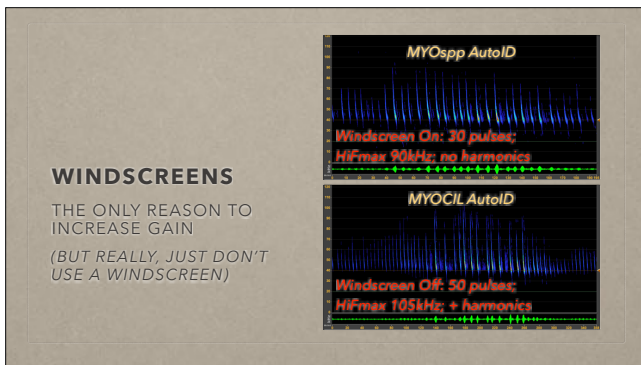 WINDSCREENS
THE ONLY REASON TO
INCREASE GAIN
(BUT REALLY, JUST DON'T
USE A WINDSCREEN)
MYOspp AutoID
Windscreen On: 30 pulses;
HiFmax 90kHz; no harmonics
MYOCIL AutoID
Windscreen Off: 50 pulses;
HiFmax 105kHz; + harmonics